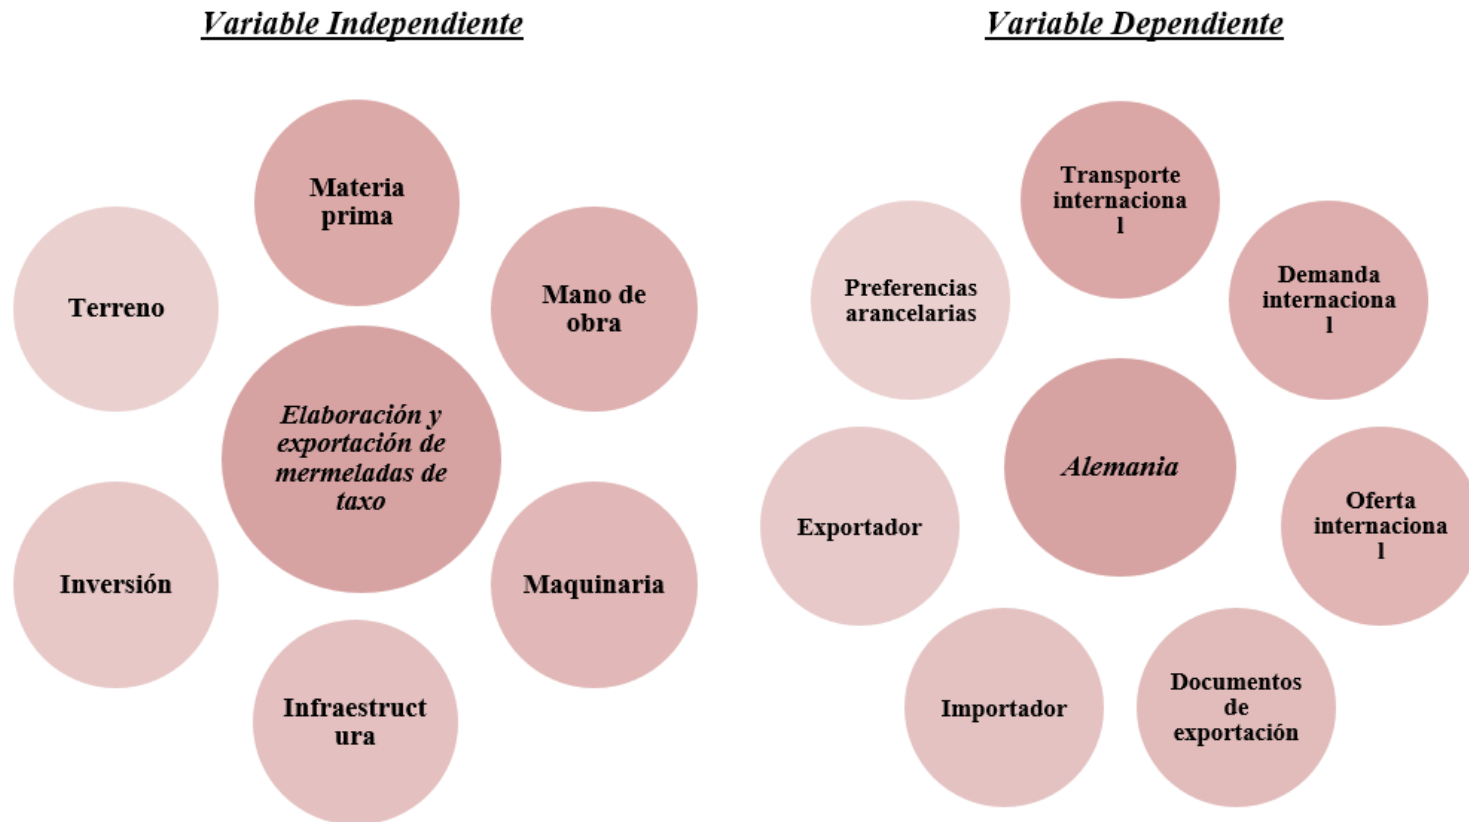 Variable Independiente
Materia
prima
Mano de
obra
Maquinaria
Infraestruct
ura
Inversión
Terreno
Elaboración y
exportación de
mermeladas de
taxo
Variable Dependiente
Transporte
internaciona
l
Demanda
internaciona
l
Oferta
internaciona
l
Documentos
de
exportación
Importador
Exportador
Preferencias
arancelarias
Alemania